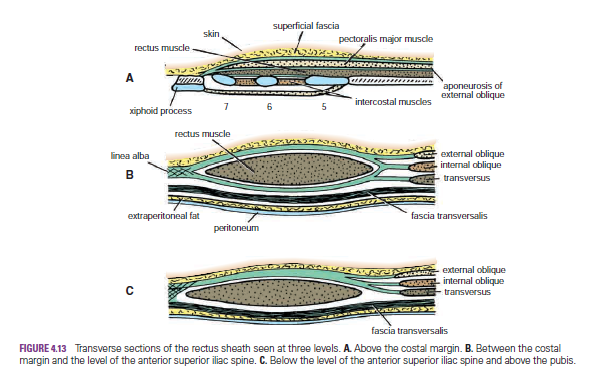 superficial fascia
skin
pectoralis major muscle
rectus muscle
A
aponeurosis of
external oblique
intercostal muscles
xiphoid process
7
6
5
rectus muscle
linea alba
external oblique
internal oblique
B
transversus
extraperitoneal fat
fascia transversalis
peritoneum
external oblique
internal oblique
C
transversus
fascia transversalis
FIGURE 4.13 Transverse sections of the rectus sheath seen at three levels. A. Above the costal margin. B. Between the costal
margin and the level of the anterior superior iliac spine. C. Below the level of the anterior superior iliac spine and above the pubis.